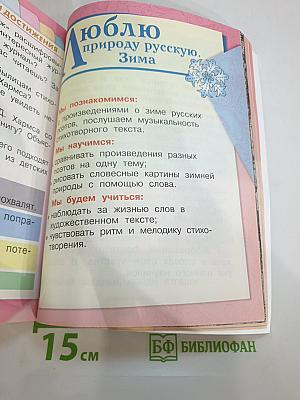 И ДОСТИЖЕНИЯ
Люблю
природу русскую.
Зима
Мы познакомимся:
произведениями о зиме русских
поэтов, послушаем музыкальность
стихотворного текста.
Мы научимся:
сравнивать произведения разных
поэтов на одну тему;
рисовать словесные картины зимней
природы с помощью слова.
Мы будем учиться:
• наблюдать за жизнью слов в
художественном тексте;
• чувствовать ритм и мелодику стихо-
творения.
Хармса со
подходят
из детских
похвалят.
попра-
поте-
15 см
БФ БИБЛИОФАН